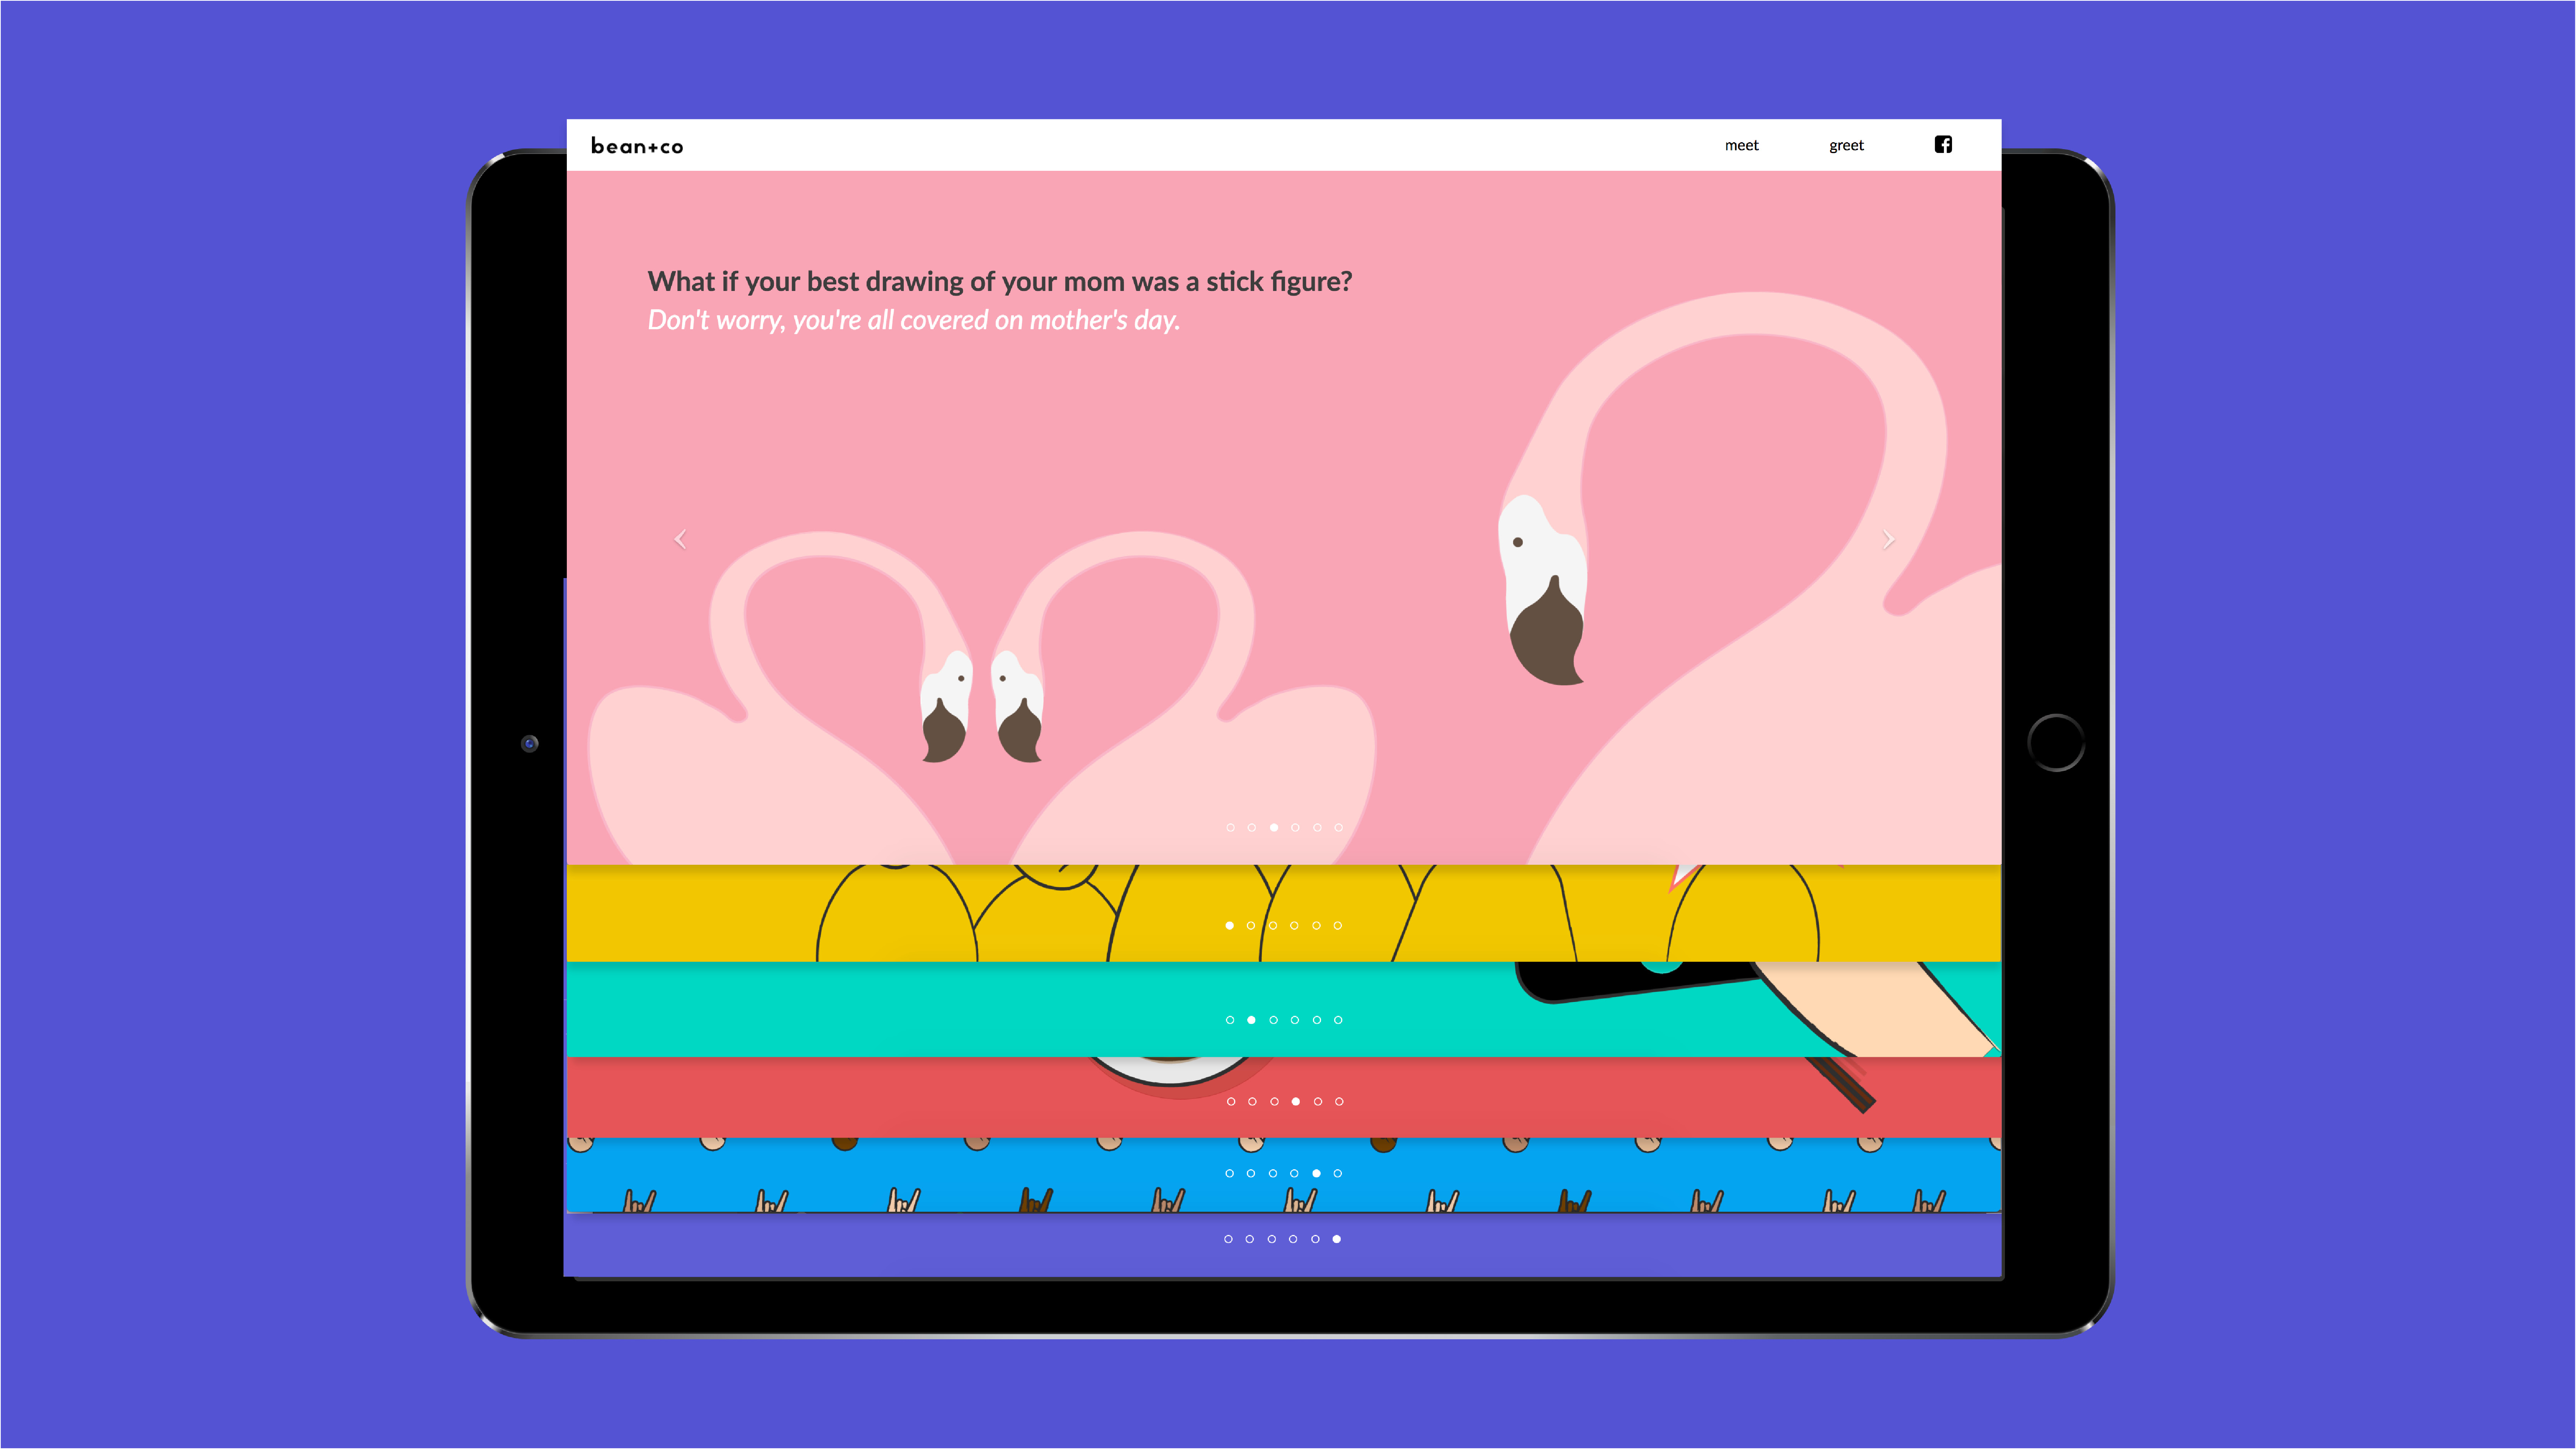 bean+co
meet
greet
What if your best drawing of your mom was a stick figure?
Don't worry, you're all covered on mother's day.